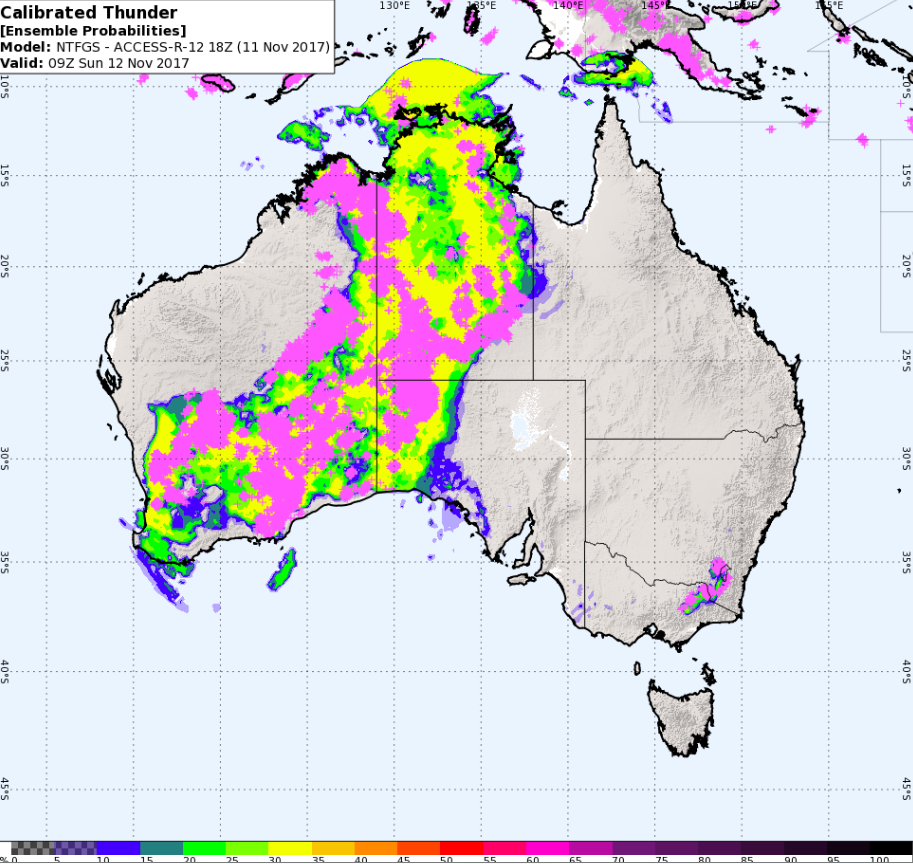 Calibrated Thunder
[Ensemble Probabilities]
Model: NTFGS - ACCESS-R-12 18Z (11 Nov 2017)
Valid: 09Z Sun 12 Nov 2017
130°E 135°E 140°E 145°E 150°E 155°E
10°S 10°S
15°S 15°S
20°S 20°S
25°S 25°S
30°S 30°S
35°S 35°S
40°S 40°S
45°S 45°S
% 0 5 10 15 20 25 30 35 40 45 50 55 60 65 70 75 80 85 90 95 100